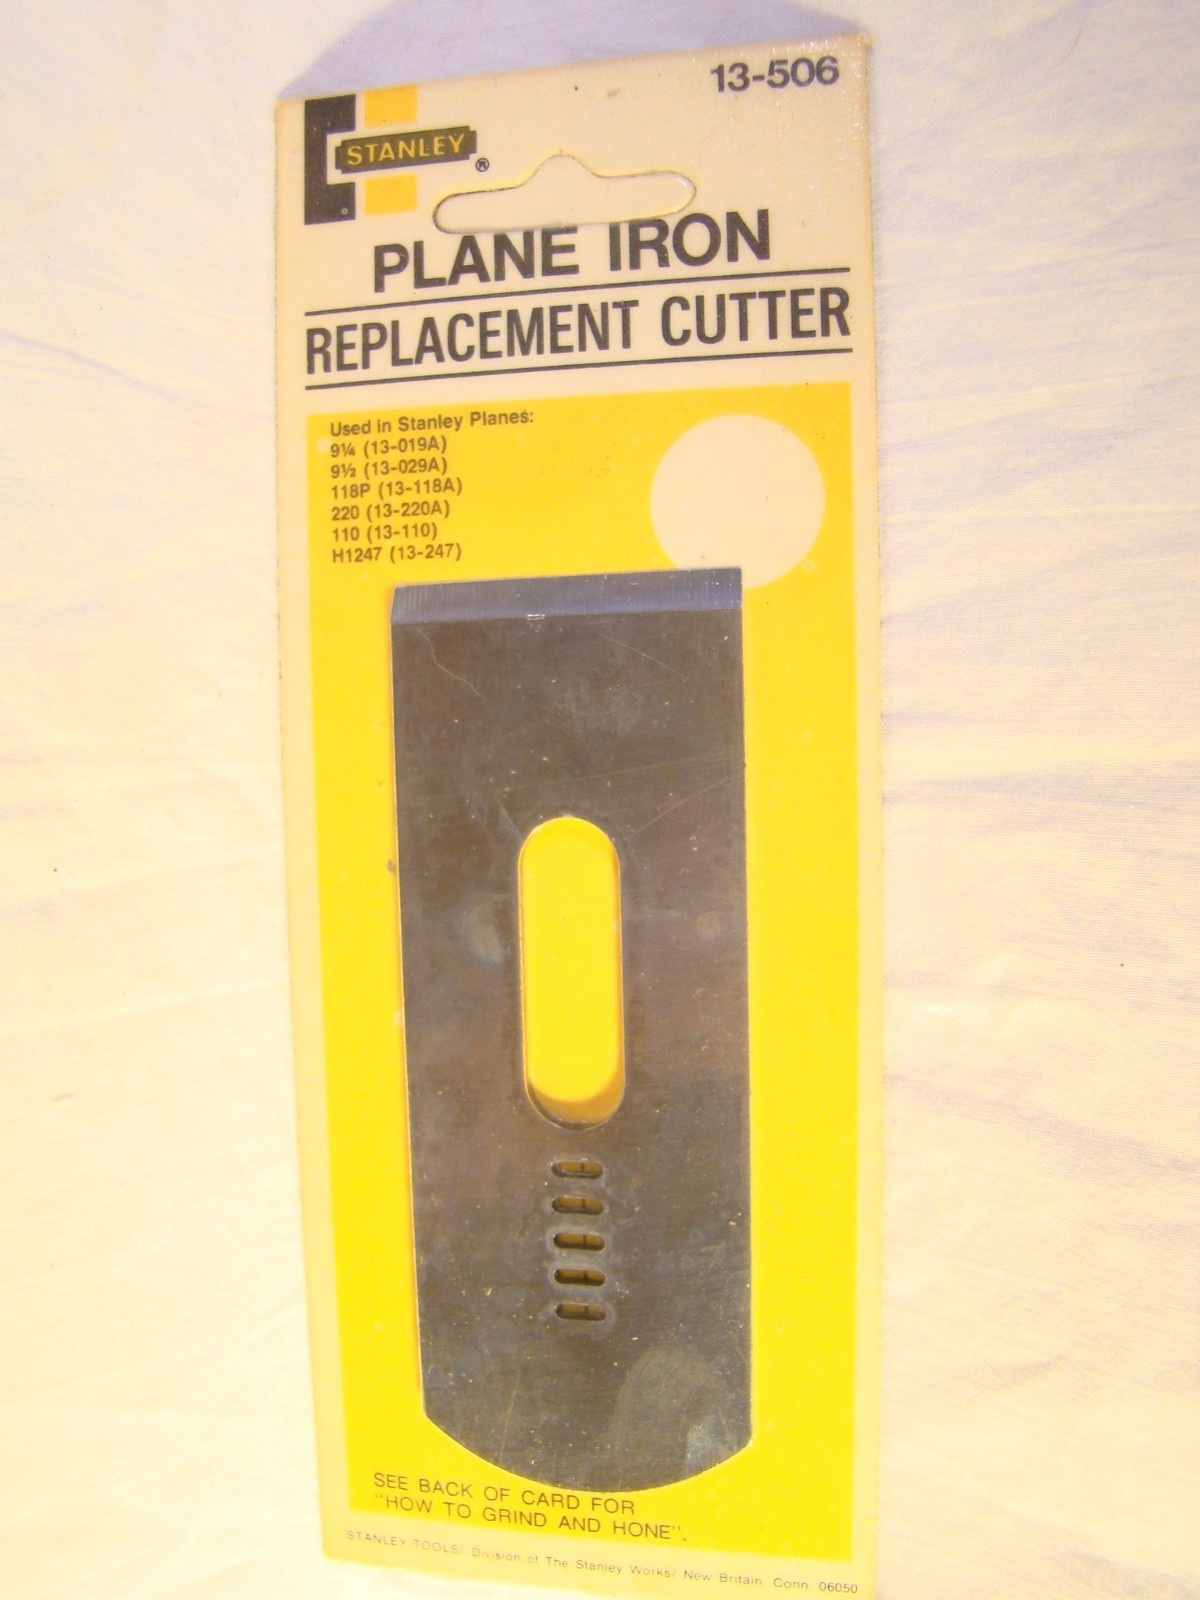 13-506
STANLEY®
PLANE IRON
REPLACEMENT CUTTER
Used in Stanley Planes:
9¼ (13-019A)
9½ (13-029A)
118P (13-118A)
220 (13-220A)
110 (13-110)
H1247 (13-247)
SEE BACK OF CARD FOR
"HOW TO GRIND AND HONE".
STANLEY TOOLS/ Division of The Stanley Works/ New Britain, Conn. 06050